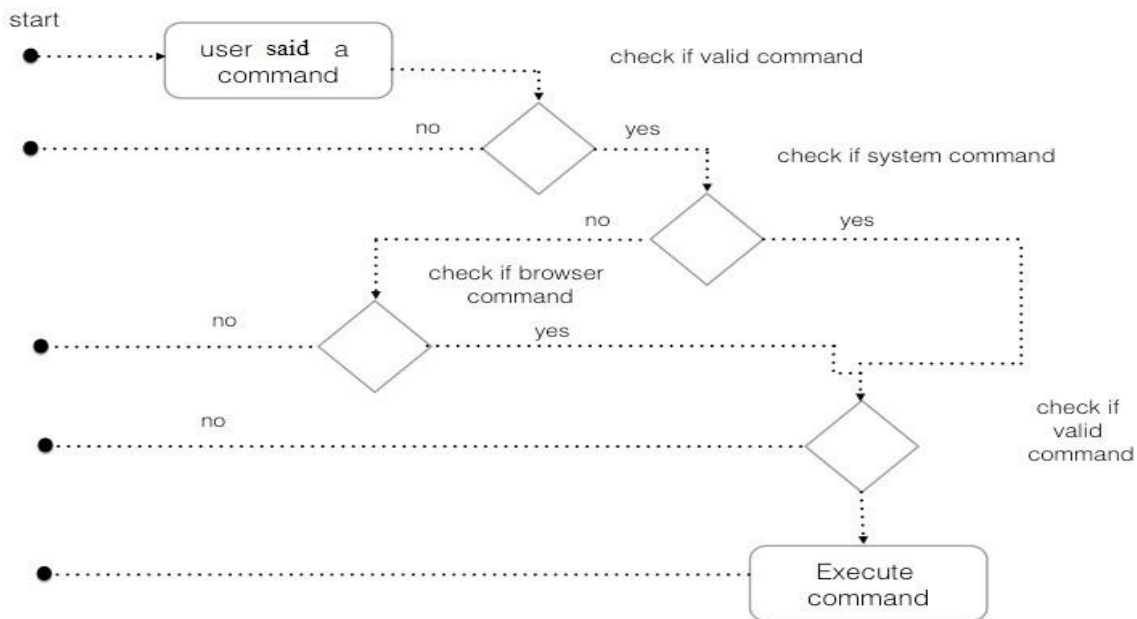 start
user said a
command
check if valid command
no
yes
check if system command
no
yes
check if browser
command
no
yes
no
check if
valid
command
Execute
command